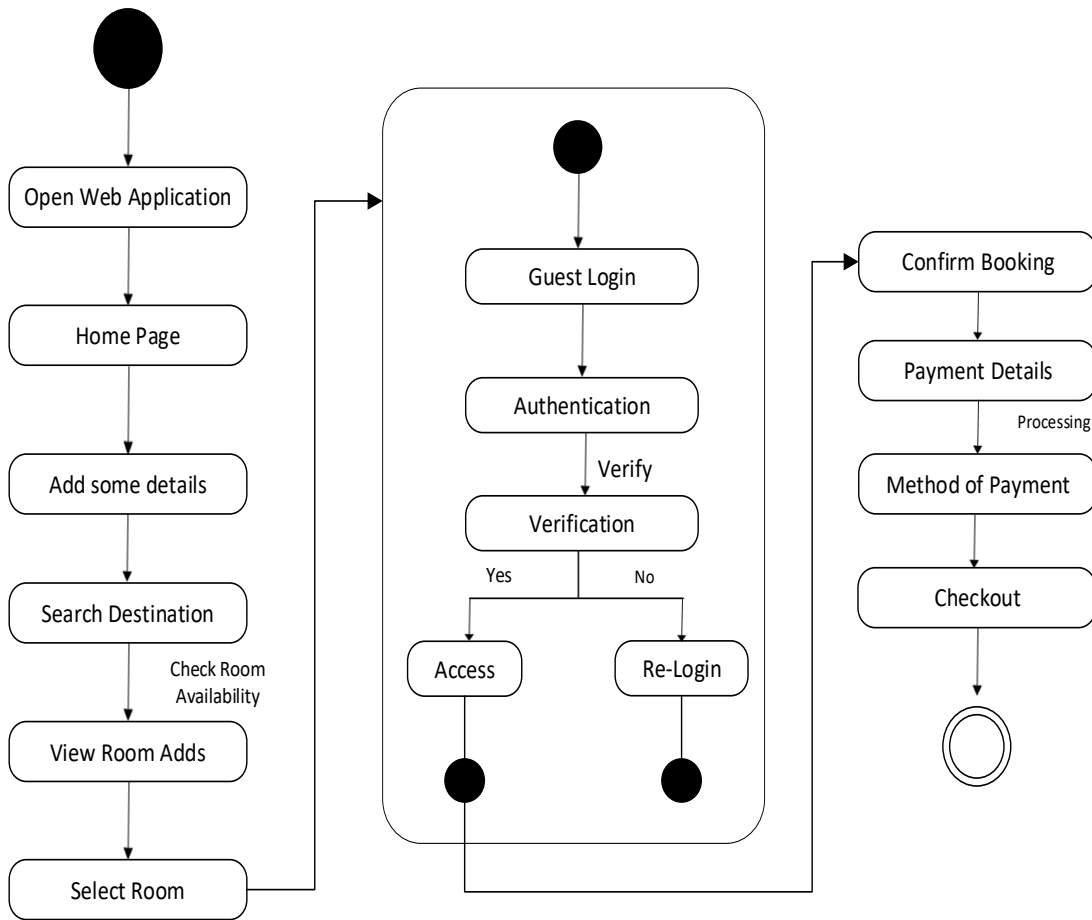 Open Web Application
Home Page
Add some details
Search Destination
Check Room
Availability
View Room Adds
Select Room
Guest Login
Authentication
Verify
Verification
Yes
No
Access
Re-Login
Confirm Booking
Payment Details
Processing
Method of Payment
Checkout